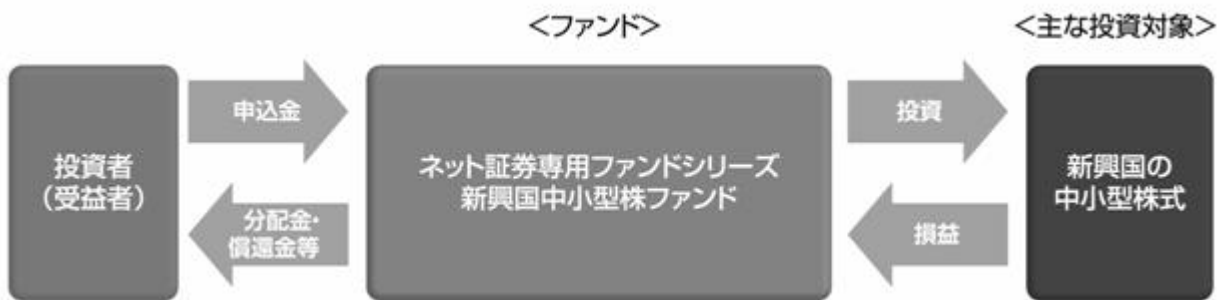 <ファンド>
<主な投資対象>
投資者
(受益者)
申込金
分配金・
償還金等
ネット証券専用ファンドシリーズ
新興国中小型株ファンド
投資
損益
新興国の
中小型株式